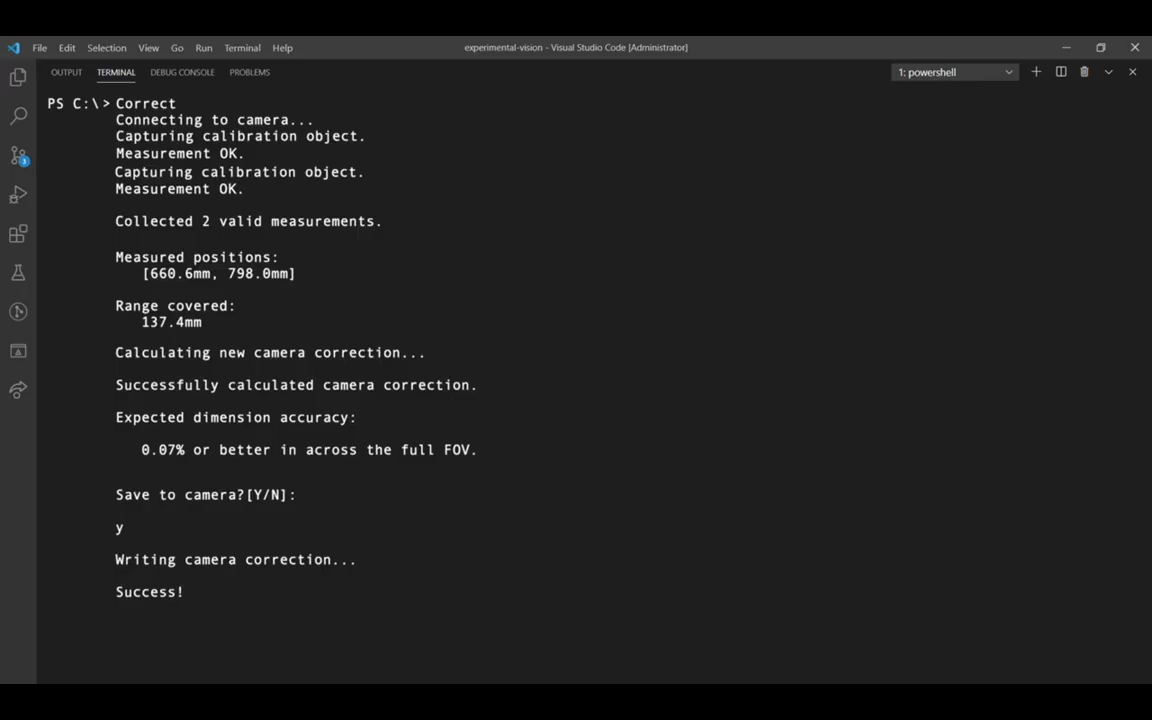 File Edit Selection View Go Run Terminal Help
experimental-vision - Visual Studio Code [Administrator]
OUTPUT TERMINAL DEBUG CONSOLE PROBLEMS
1: powershell
3
PS C:\> Correct
Connecting to camera...
Capturing calibration object.
Measurement OK.
Capturing calibration object.
Measurement OK.
Collected 2 valid measurements.
Measured positions:
[660.6mm, 798.0mm]
Range covered:
137.4mm
Calculating new camera correction...
Successfully calculated camera correction.
Expected dimension accuracy:
0.07% or better in across the full FOV.
Save to camera?[Y/N]:
y
Writing camera correction...
Success!